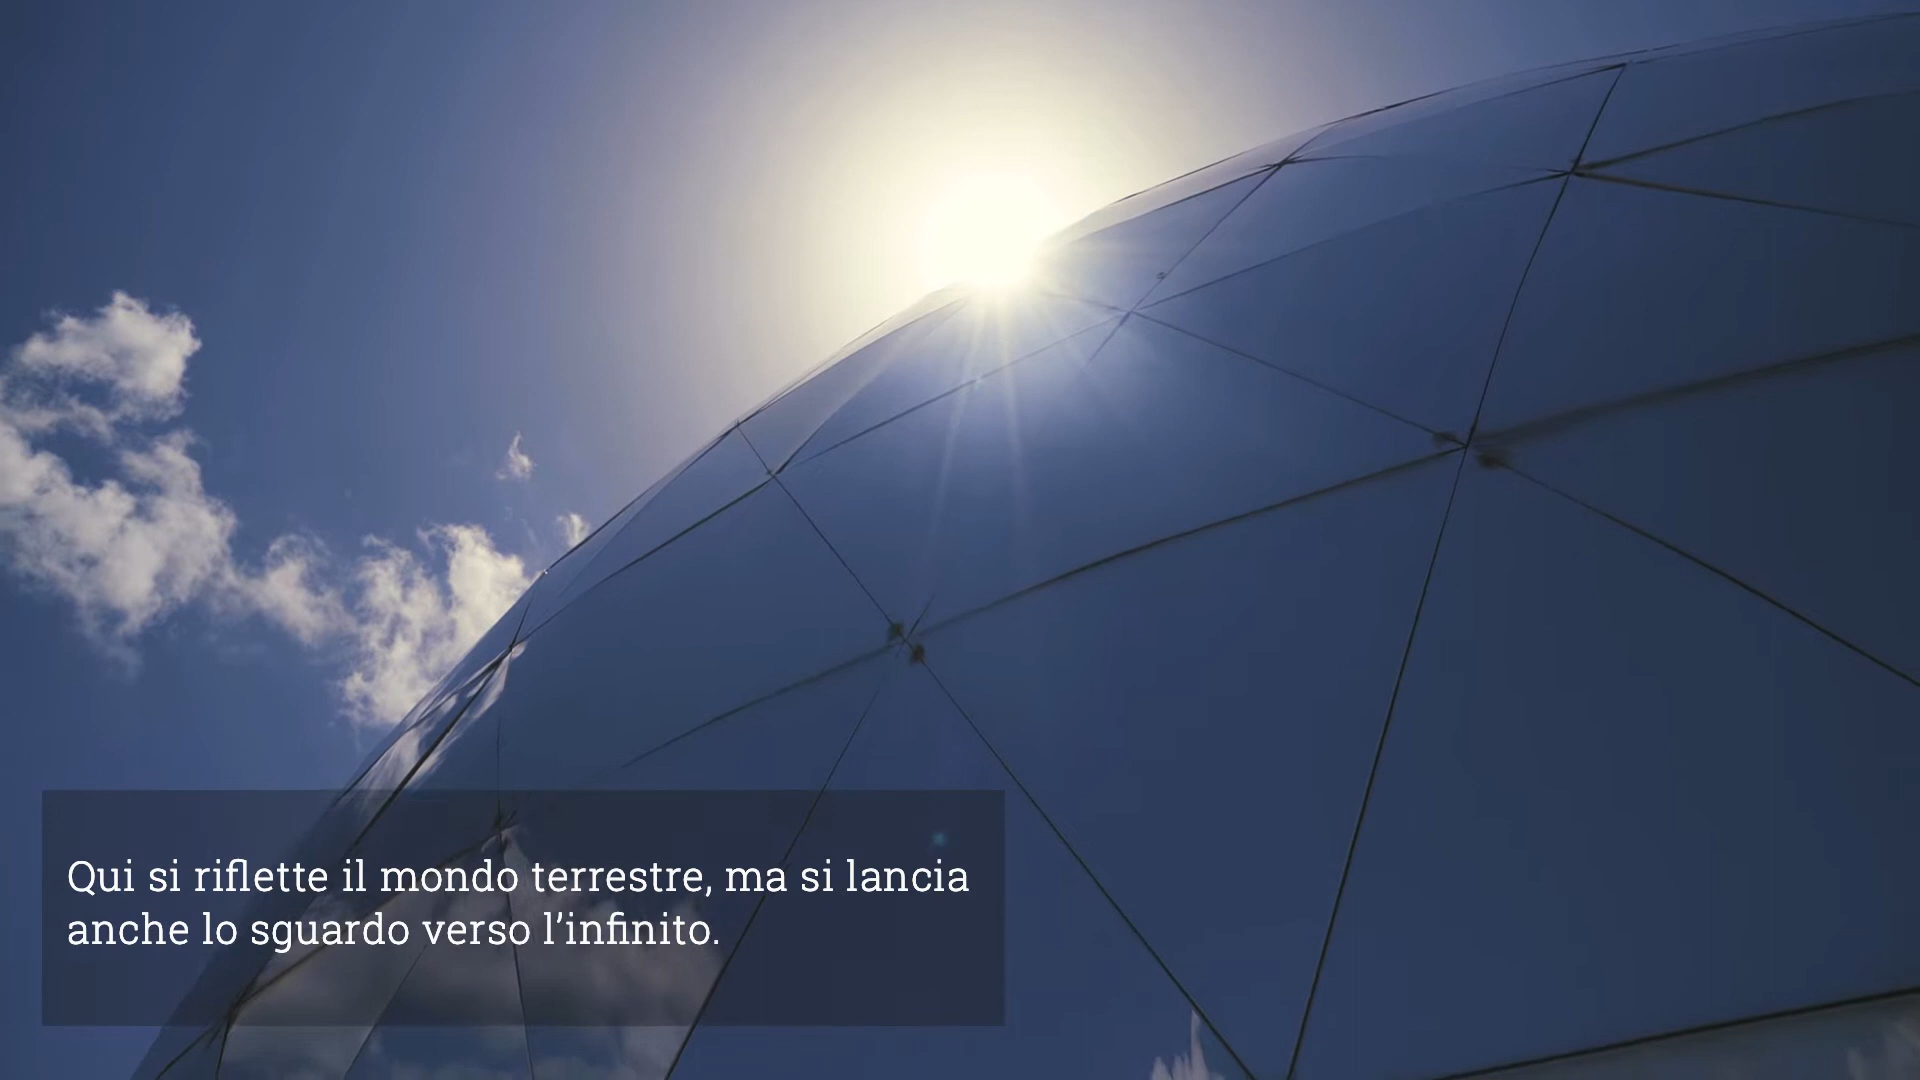 Qui si riflette il mondo terrestre, ma si lancia
anche lo sguardo verso l’infinito.